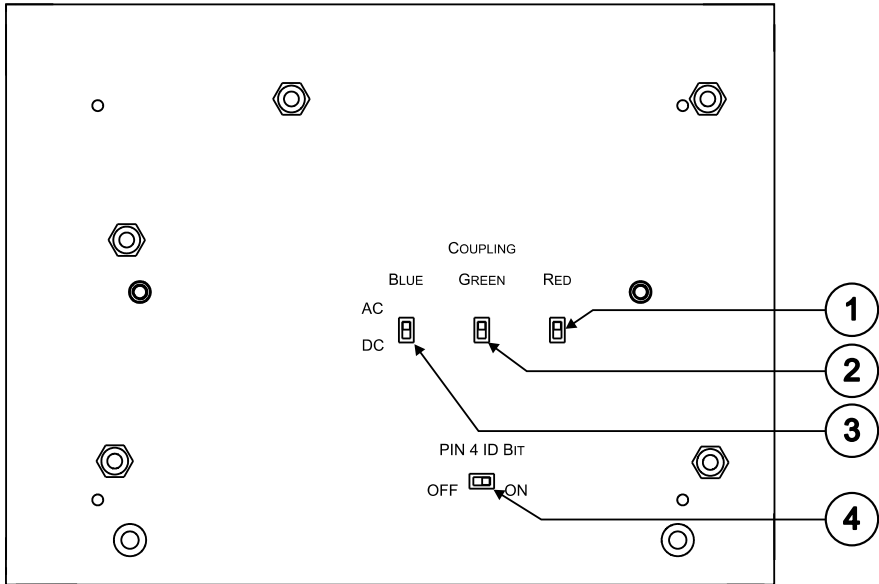 COUPLING
BLUE GREEN RED
AC
DC
1
2
3
PIN 4 ID BIT
OFF ON
4